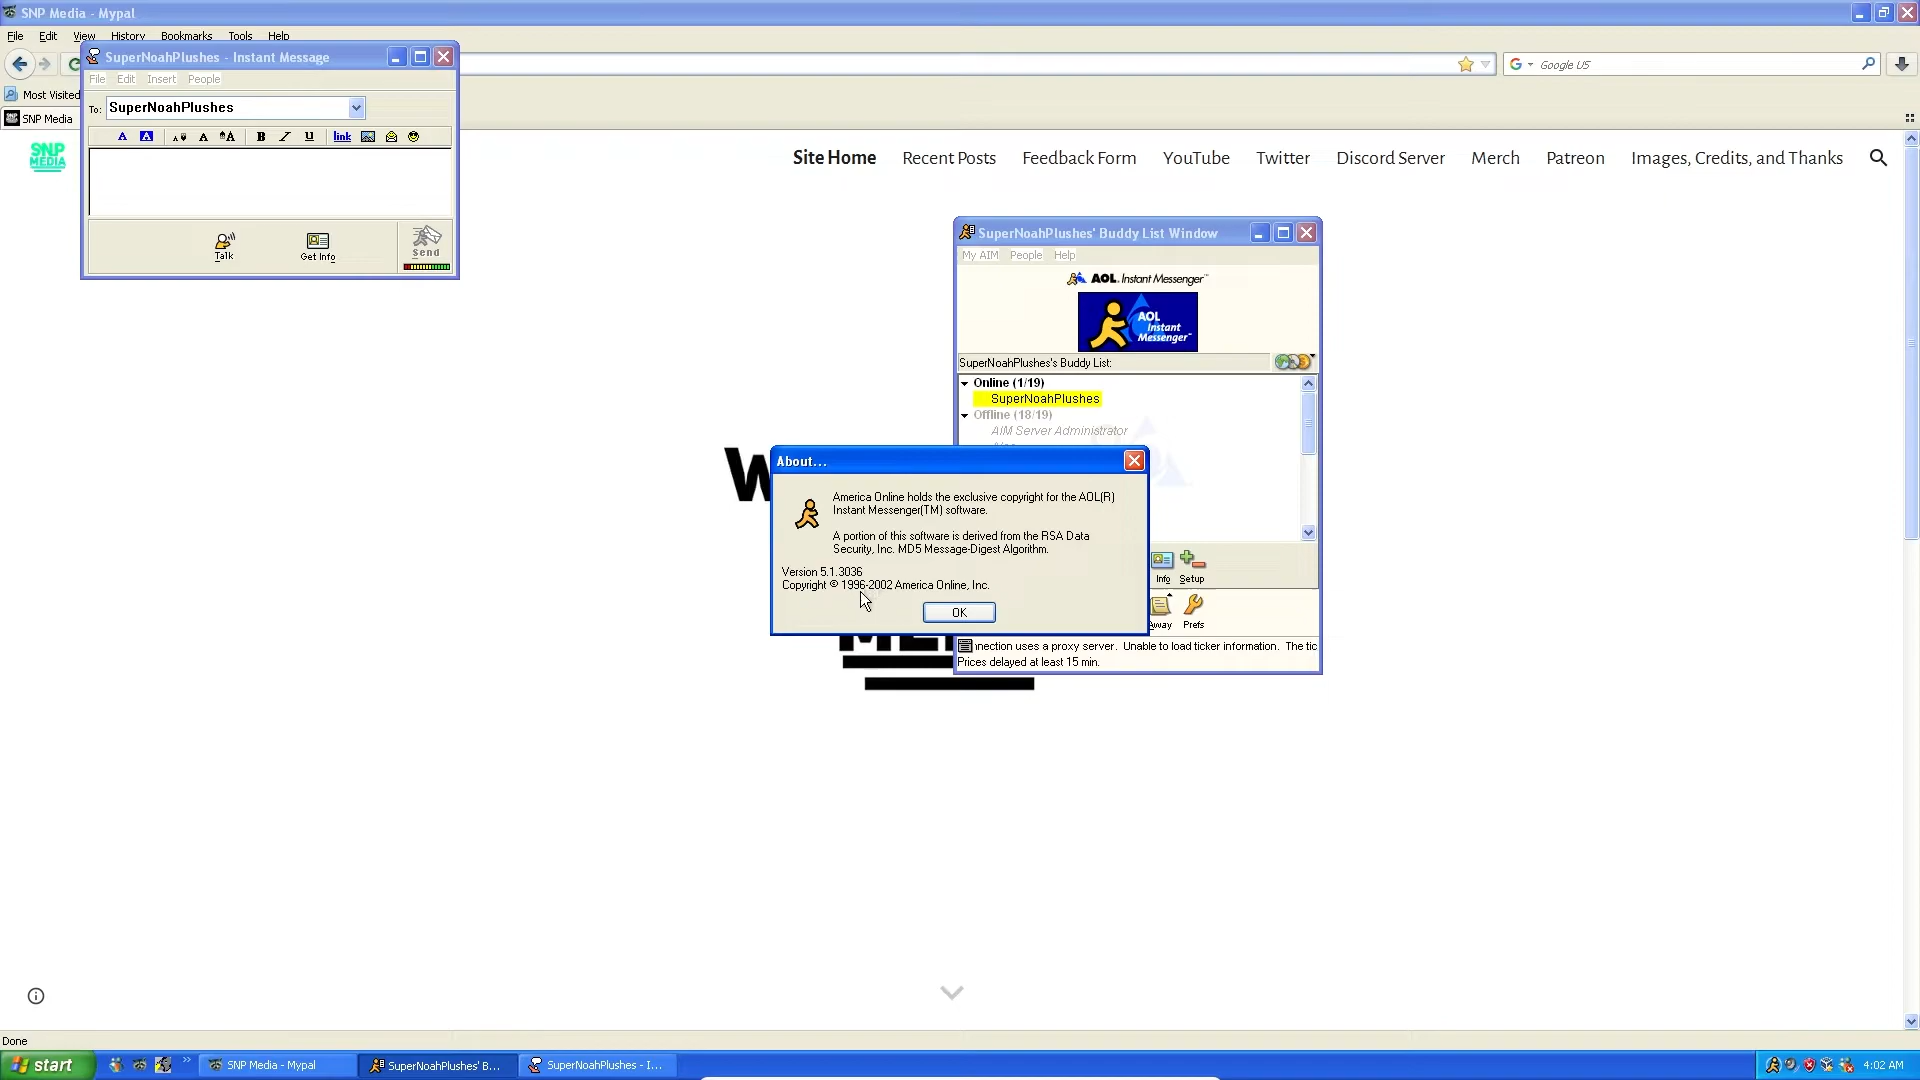 SNP Media - Mypal
File Edit View History Bookmarks Tools Help
Google US
Most Visited
SNP Media
SuperNoahPlushes - Instant Message
File Edit Insert People
To: SuperNoahPlushes
A A A A A B I U link
Talk Get Info Send
SNP
MEDIA
Site Home Recent Posts Feedback Form YouTube Twitter Discord Server Merch Patreon Images, Credits, and Thanks
SuperNoahPlushes' Buddy List Window
My AIM People Help
AOL Instant Messenger™
AOL
Instant
Messenger™
SuperNoahPlushes's Buddy List:
Online (1/19)
SuperNoahPlushes
Offline (18/19)
AIM Server Administrator
W
About...
America Online holds the exclusive copyright for the AOL(R)
Instant Messenger(TM) software.
A portion of this software is derived from the RSA Data
Security, Inc. MD5 Message-Digest Algorithm.
Version 5.1.3036
Copyright © 1996-2002 America Online, Inc.
OK
Info Setup
Away Prefs
nnection uses a proxy server. Unable to load ticker information. The tic
Prices delayed at least 15 min.
Done
start SNP Media - Mypal SuperNoahPlushes' B... SuperNoahPlushes - I... 4:02 AM